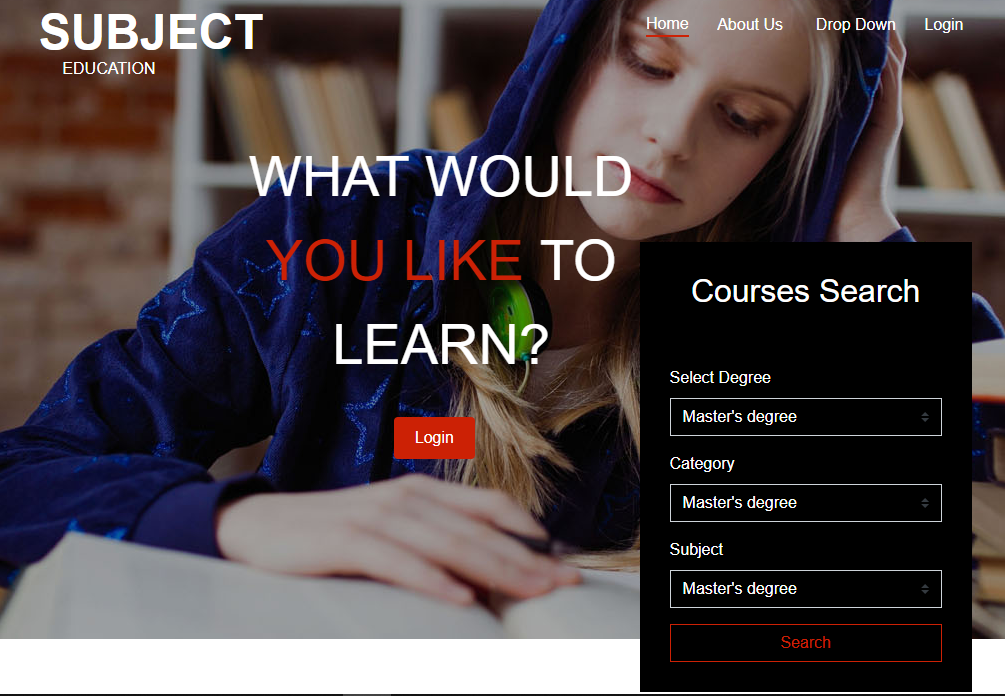 SUBJECT
EDUCATION
Home About Us Drop Down Login
WHAT WOULD
YOU LIKE TO
LEARN?
Login
Courses Search
Select Degree
Master's degree
Category
Master's degree
Subject
Master's degree
Search